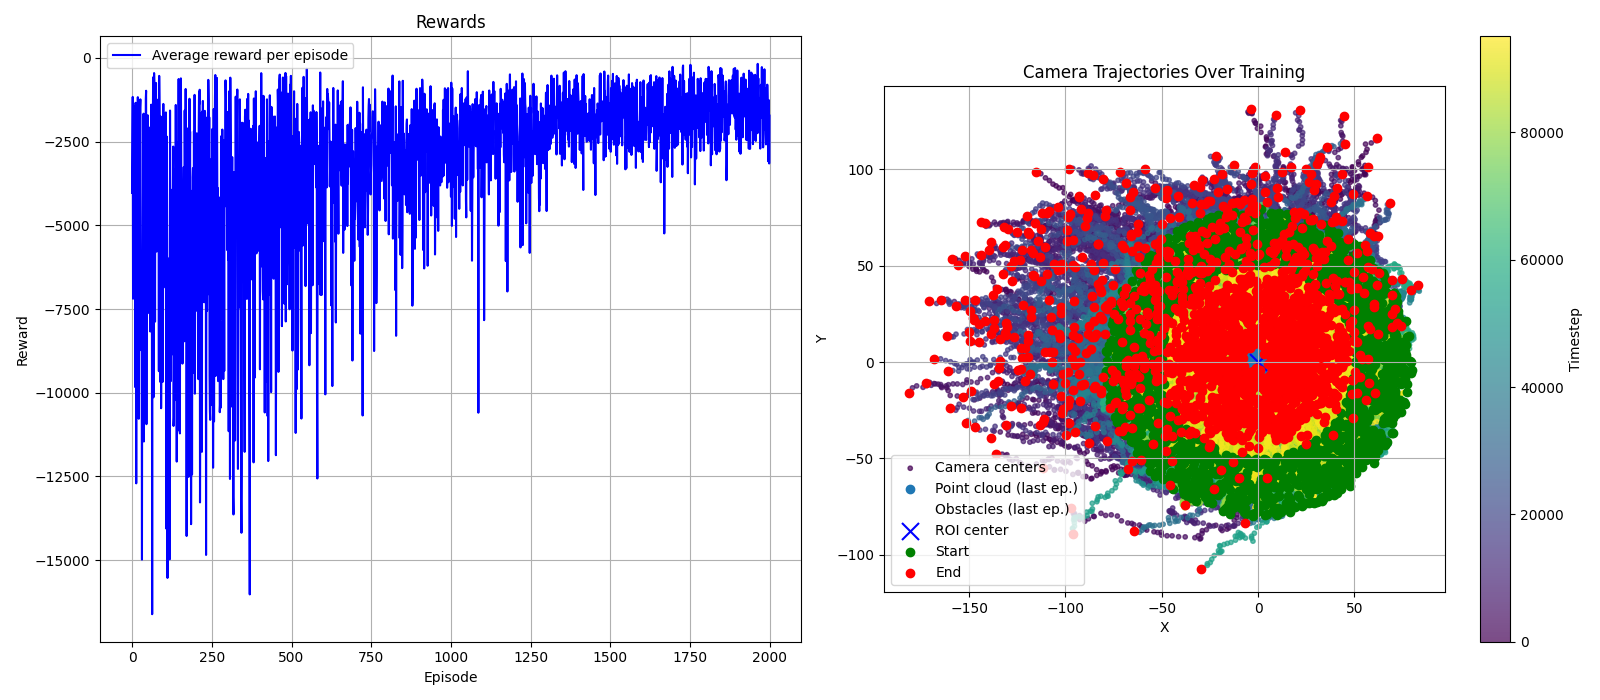 Rewards
Average reward per episode
0
−2500
−5000
−7500
−10000
−12500
−15000
Reward
0
250
500
750
1000
1250
1500
1750
2000
Episode
Camera Trajectories Over Training
100
50
0
−50
−100
Y
Camera centers
Point cloud (last ep.)
Obstacles (last ep.)
ROI center
Start
End
−150
−100
−50
0
50
X
80000
60000
40000
20000
0
Timestep